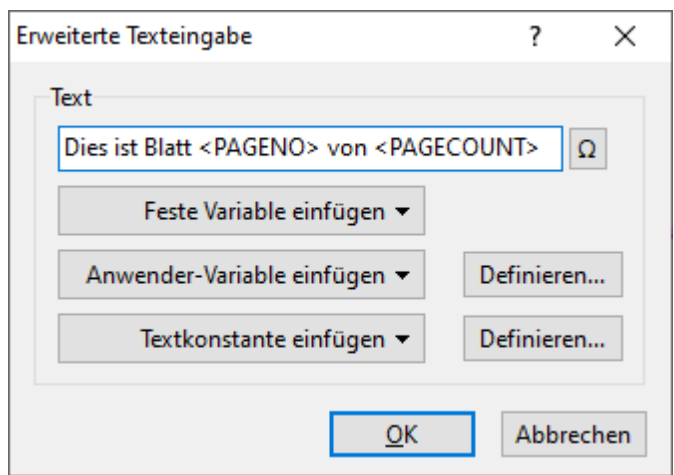 Erweiterte Texteingabe ?
Text
Dies ist Blatt <PAGENO> von <PAGECOUNT> Ω
Feste Variable einfügen
Anwender-Variable einfügen Definieren...
Textkonstante einfügen Definieren...
OK Abbrechen